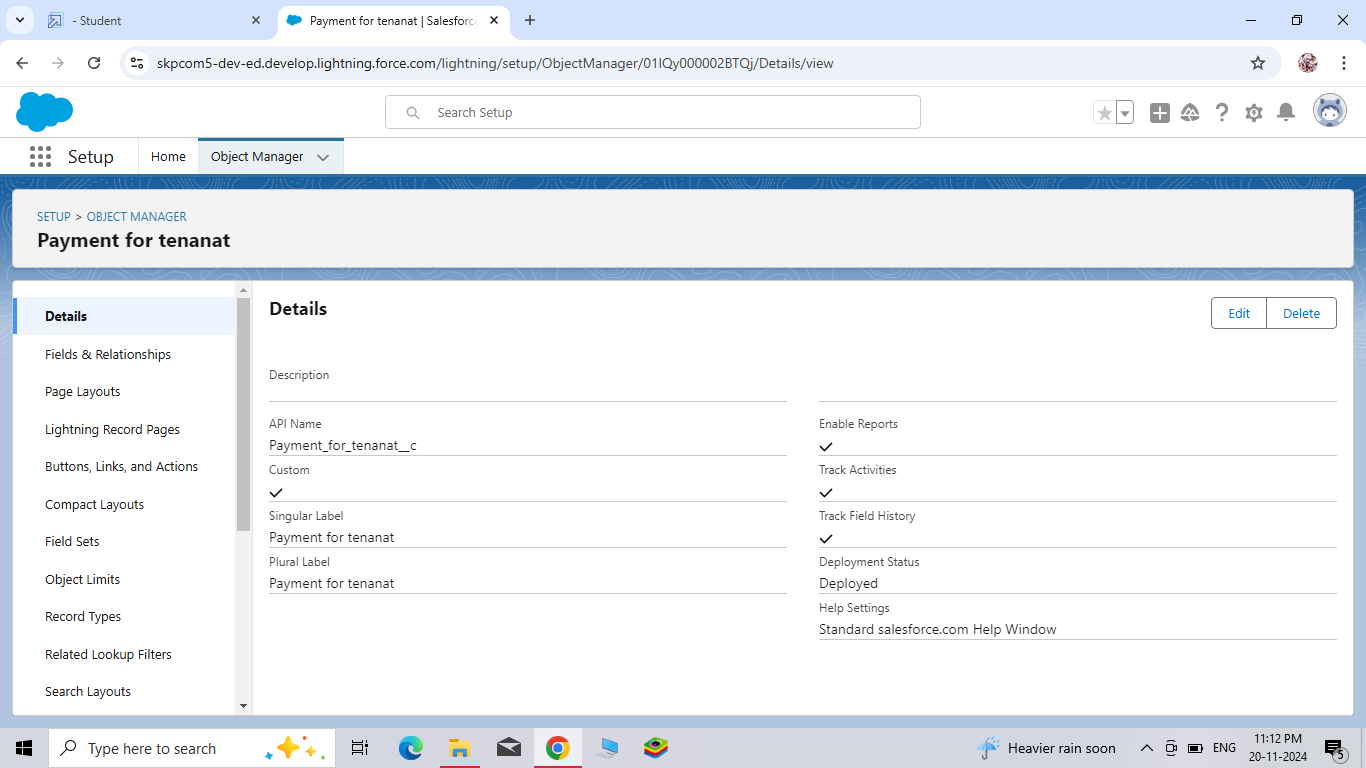 - Student
Payment for tenanat | Salesforce
skpcom5-dev-ed.develop.lightning.force.com/lightning/setup/ObjectManager/01IQy000002BTQj/Details/view
Search Setup
Setup
Home
Object Manager
SETUP > OBJECT MANAGER
Payment for tenanat
Details
Fields & Relationships
Page Layouts
Lightning Record Pages
Buttons, Links, and Actions
Compact Layouts
Field Sets
Object Limits
Record Types
Related Lookup Filters
Search Layouts
Details
Edit
Delete
Description
API Name
Payment_for_tenanat__c
Custom
Singular Label
Payment for tenanat
Plural Label
Payment for tenanat
Enable Reports
Track Activities
Track Field History
Deployment Status
Deployed
Help Settings
Standard salesforce.com Help Window
Type here to search
Heavier rain soon
ENG
11:12 PM
20-11-2024
5